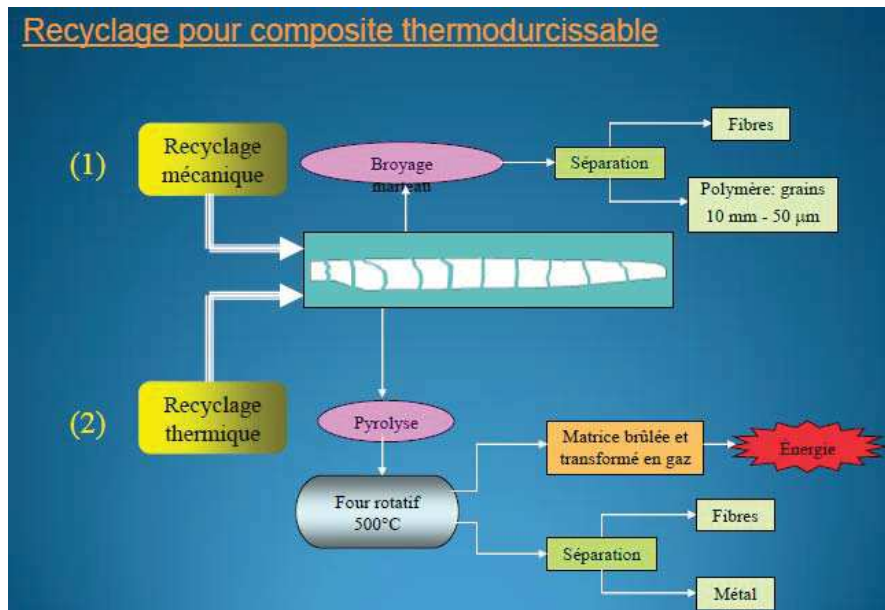 Recyclage pour composite thermodurcissable
(1)
Recyclage
mécanique
Broyage
marteau
Séparation
Fibres
Polymère: grains
10 mm - 50 µm
(2)
Recyclage
thermique
Pyrolyse
Four rotatif
500°C
Matrice brûlée et
transformé en gaz
Énergie
Séparation
Fibres
Métal